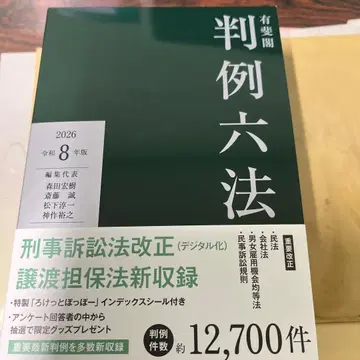 有斐閣
判例六法
2026
令和8年版
編集代表
森田宏樹
斎藤 誠
松下淳一
神作裕之
重要改正
・民法
・会社法
・男女雇用機会均等法
・民事訴訟規則
刑事訴訟法改正(デジタル化)
譲渡担保法新収録
・特製「ろけっとぽっぽー」インデックスシール付き
・アンケート回答者の中から
抽選で限定グッズプレゼント
重要最新判例を多数新収録
判例件数 約12,700件